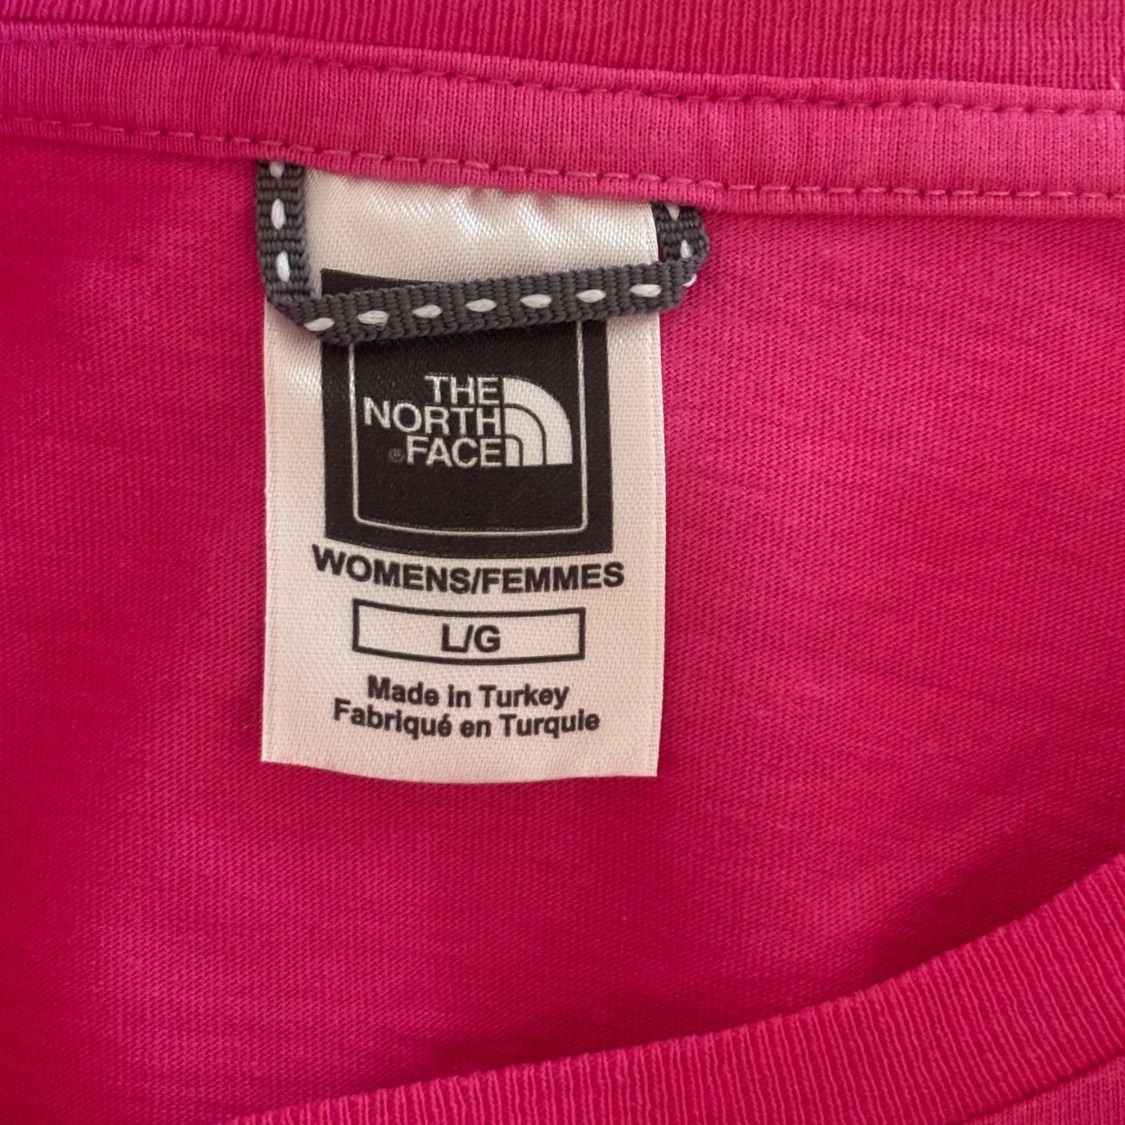 THE
NORTH
®FACE
WOMENS/FEMMES
L/G
Made in Turkey
Fabriqué en Turquie